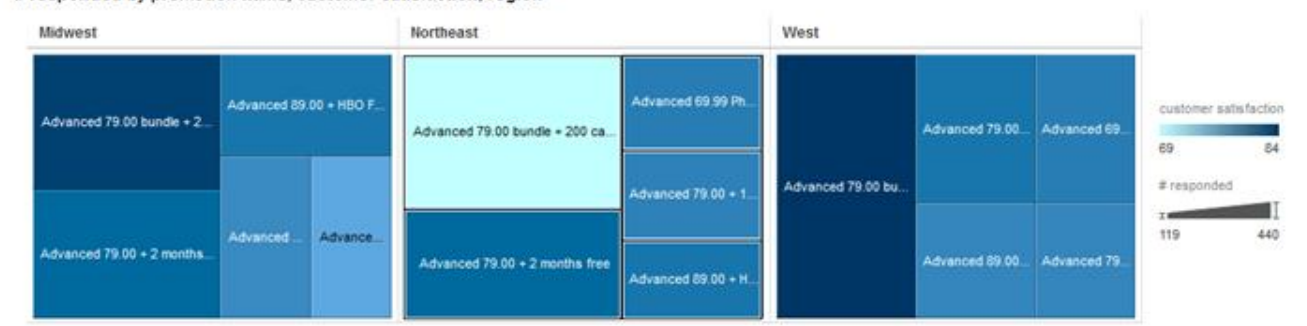 Midwest
Northeast
West
Advanced 79.00 bundle + 2...
Advanced 89.00 + HBO F...
Advanced 79.00 + 2 months...
Advanced ...
Advance...
Advanced 79.00 bundle + 200 ca...
Advanced 69.99 Ph...
Advanced 79.00 + 1...
Advanced 79.00 + 2 months free
Advanced 89.00 + H...
Advanced 79.00 bu...
Advanced 79.00...
Advanced 69...
Advanced 89.00...
Advanced 79...
customer satisfaction
69 84
# responded
119 440